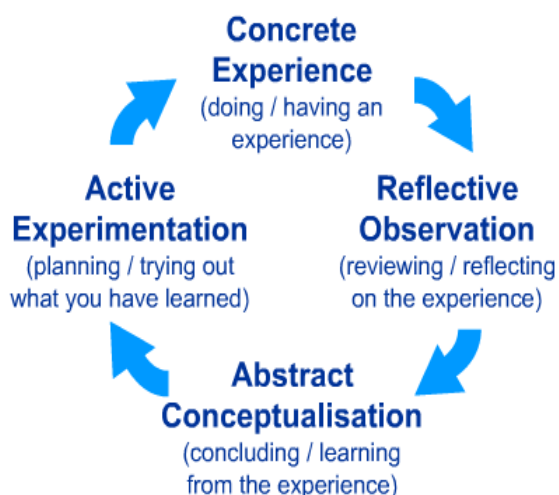 Concrete
Experience
(doing / having an
experience)
Reflective
Observation
(reviewing / reflecting
on the experience)
Abstract
Conceptualisation
(concluding / learning
from the experience)
Active
Experimentation
(planning / trying out
what you have learned)